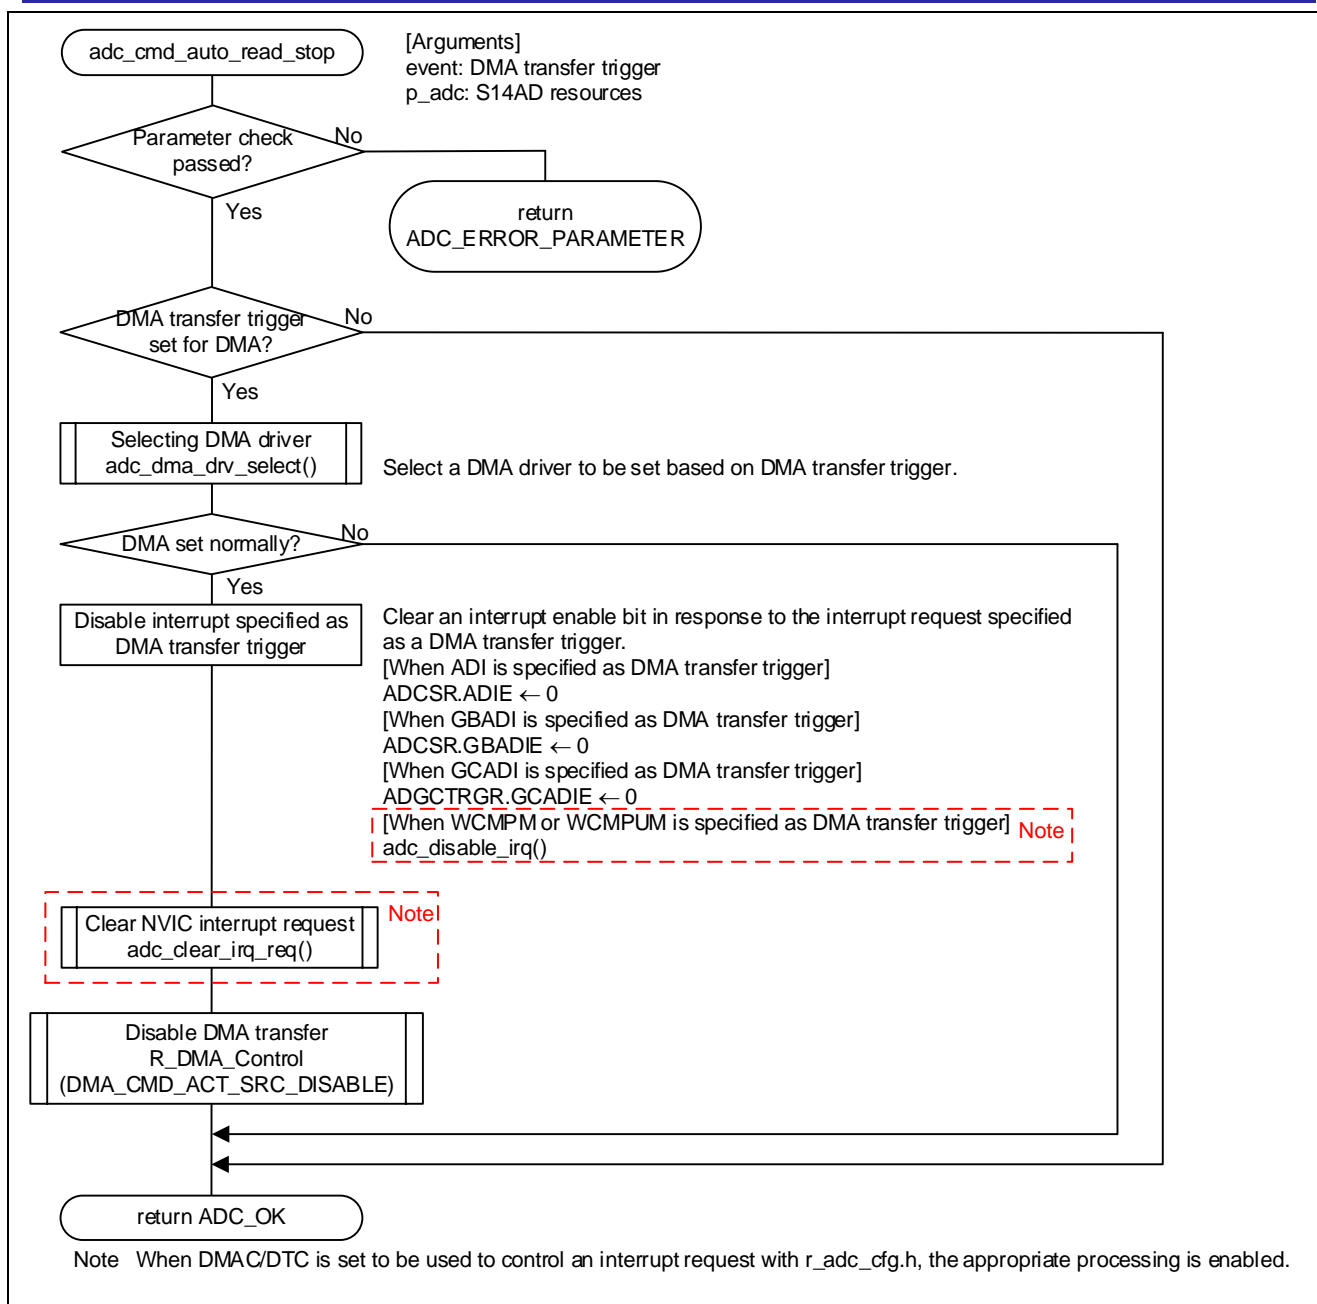 adc_cmd_auto_read_stop
[Arguments]
event: DMA transfer trigger
p_adc: S14AD resources
Parameter check
passed?
No
Yes
return
ADC_ERROR_PARAMETER
DMA transfer trigger
set for DMA?
No
Yes
Selecting DMA driver
adc_dma_drv_select()
Select a DMA driver to be set based on DMA transfer trigger.
DMA set normally?
No
Yes
Disable interrupt specified as
DMA transfer trigger
Clear an interrupt enable bit in response to the interrupt request specified
as a DMA transfer trigger.
[When ADI is specified as DMA transfer trigger]
ADCSR.ADIE ← 0
[When GBADI is specified as DMA transfer trigger]
ADCSR.GBADIE ← 0
[When GCADI is specified as DMA transfer trigger]
ADGCTRGR.GCADIE ← 0
[When WCMPM or WCMPUM is specified as DMA transfer trigger] Note
adc_disable_irq()
Clear NVIC interrupt request
adc_clear_irq_req()
Note
Disable DMA transfer
R_DMA_Control
(DMA_CMD_ACT_SRC_DISABLE)
return ADC_OK
Note When DMAC/DTC is set to be used to control an interrupt request with r_adc_cfg.h, the appropriate processing is enabled.